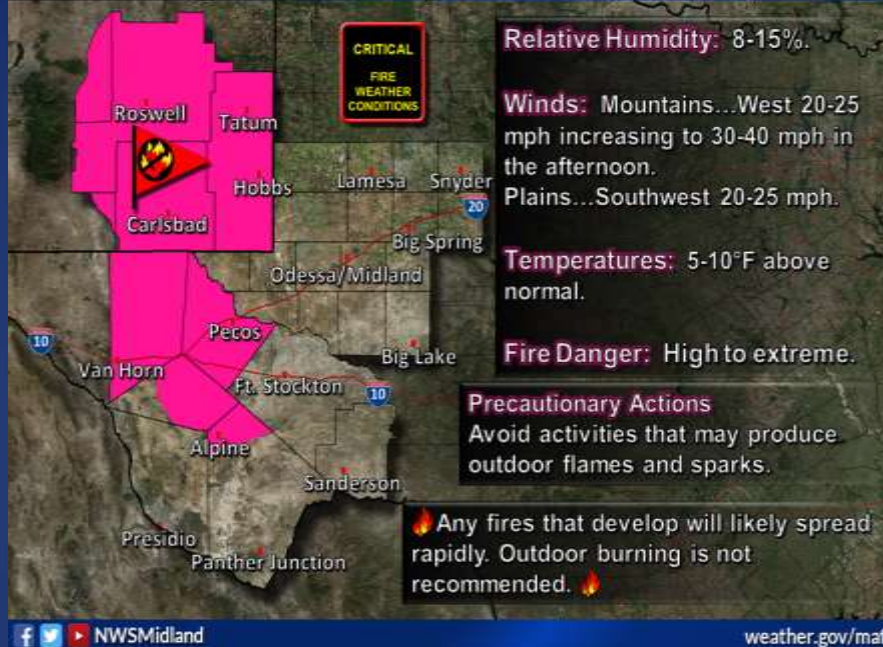 CRITICAL
FIRE
WEATHER
CONDITIONS
Roswell
Tatum
Hobbs
Carlsbad
Lamesa
Snyder
20
Big Spring
Odessa/Midland
Pecos
10
Van Horn
Big Lake
Ft. Stockton
10
Alpine
Sanderson
Presidio
Panther Junction
Relative Humidity: 8-15%.
Winds: Mountains...West 20-25
mph increasing to 30-40 mph in
the afternoon.
Plains...Southwest 20-25 mph.
Temperatures: 5-10°F above
normal.
Fire Danger: High to extreme.
Precautionary Actions
Avoid activities that may produce
outdoor flames and sparks.
🔥Any fires that develop will likely spread
rapidly. Outdoor burning is not
recommended. 🔥
NWSMidland
weather.gov/maf